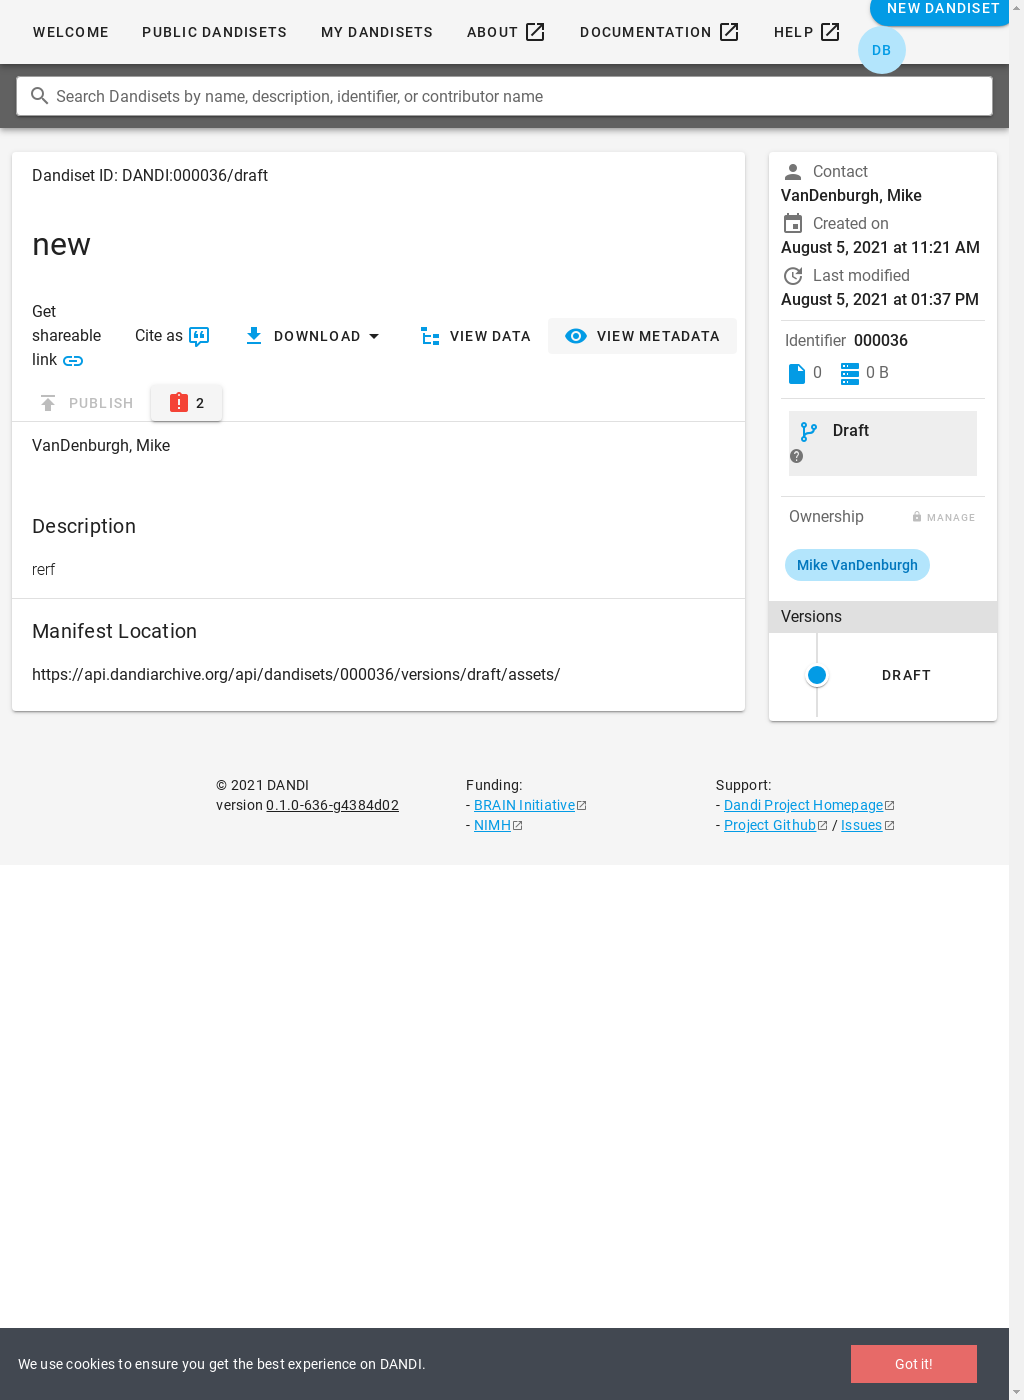 WELCOME
PUBLIC DANDISETS
MY DANDISETS
ABOUT
DOCUMENTATION
HELP
NEW DANDISET
DB
Search Dandisets by name, description, identifier, or contributor name
Dandiset ID: DANDI:000036/draft
new
Get
shareable
link
Cite as
DOWNLOAD
VIEW DATA
VIEW METADATA
PUBLISH
2
VanDenburgh, Mike
Description
rerf
Manifest Location
https://api.dandiarchive.org/api/dandisets/000036/versions/draft/assets/
Contact
VanDenburgh, Mike
Created on
August 5, 2021 at 11:21 AM
Last modified
August 5, 2021 at 01:37 PM
Identifier 000036
0
0 B
Draft
Ownership
MANAGE
Mike VanDenburgh
Versions
DRAFT
© 2021 DANDI
version 0.1.0-636-g4384d02
Funding:
- BRAIN Initiative
- NIMH
Support:
- Dandi Project Homepage
- Project Github / Issues
We use cookies to ensure you get the best experience on DANDI.
Got it!